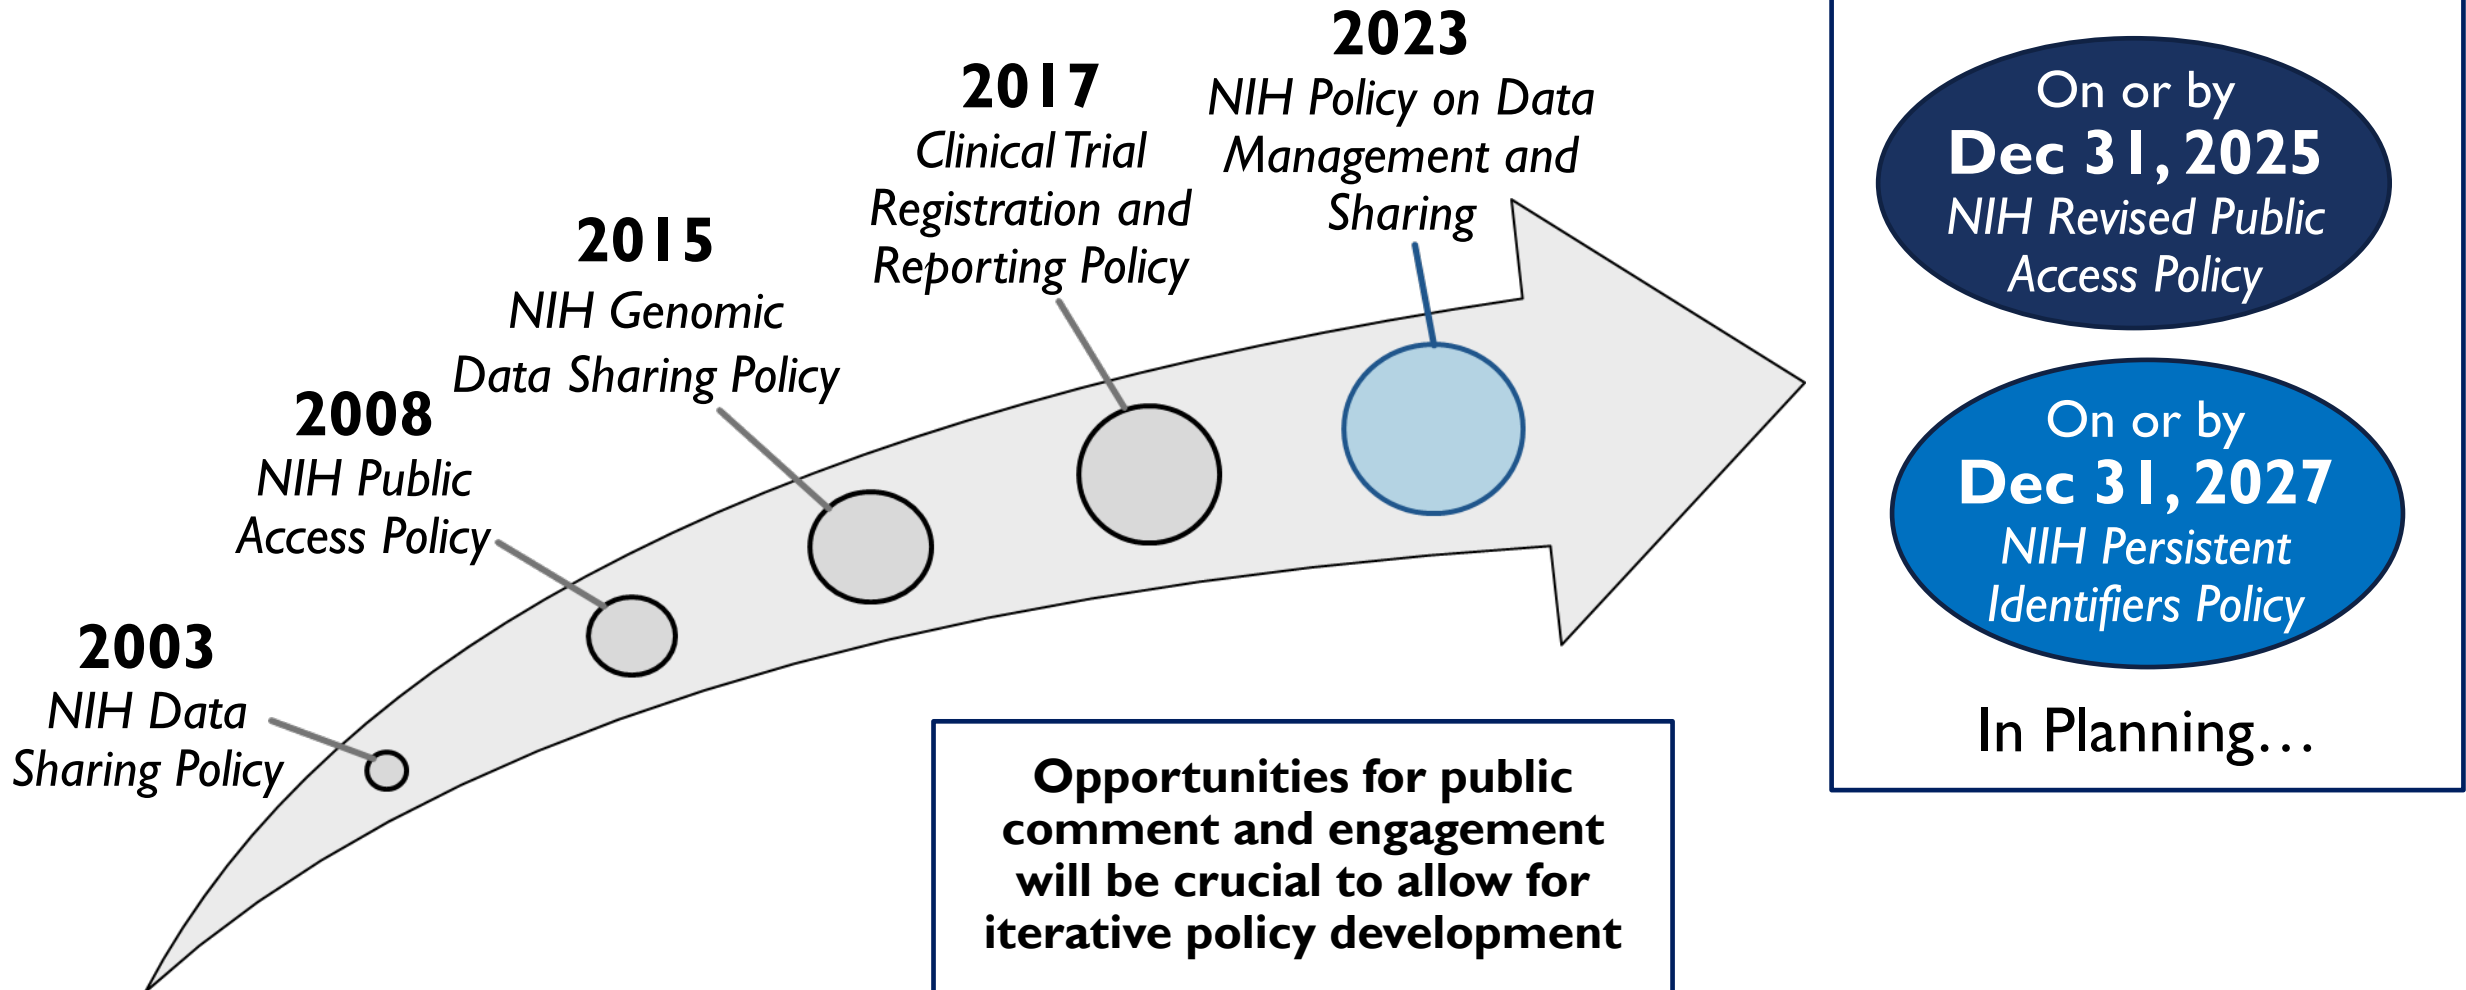 2003
NIH Data
Sharing Policy
2008
NIH Public
Access Policy
2015
NIH Genomic
Data Sharing Policy
2017
Clinical Trial
Registration and
Reporting Policy
2023
NIH Policy on Data
Management and
Sharing
On or by
Dec 31, 2025
NIH Revised Public
Access Policy
On or by
Dec 31, 2027
NIH Persistent
Identifiers Policy
In Planning…
Opportunities for public
comment and engagement
will be crucial to allow for
iterative policy development